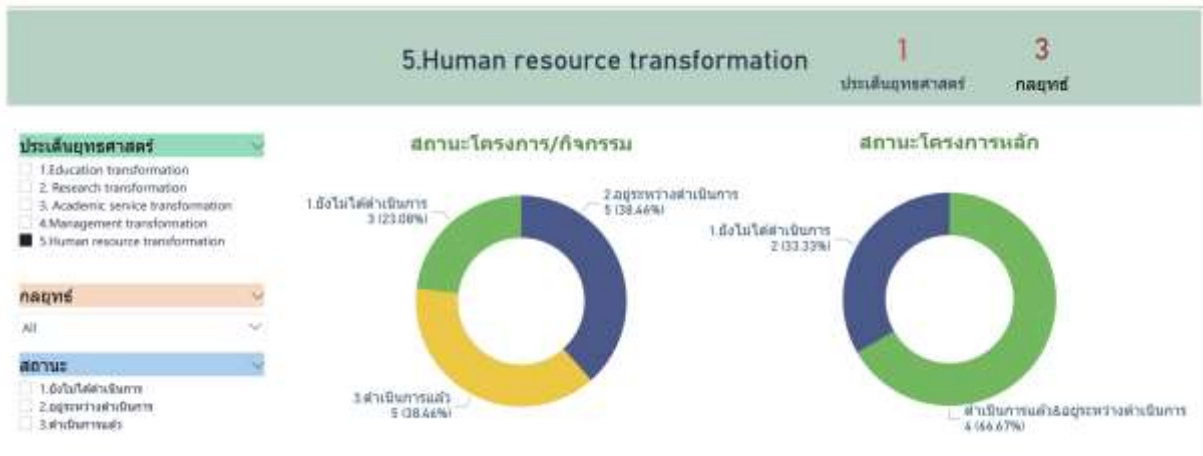 5.Human resource transformation
1
ประเด็นยุทธศาสตร์
3
กลยุทธ์
ประเด็นยุทธศาสตร์
1.Education transformation
2. Research transformation
3. Academic service transformation
4.Management transformation
5.Human resource transformation
กลยุทธ์
All
สถานะ
1.ยังไม่ได้ดำเนินการ
2.อยู่ระหว่างดำเนินการ
3.ดำเนินการแล้ว
สถานะโครงการ/กิจกรรม
1.ยังไม่ได้ดำเนินการ
3 (23.08%)
2.อยู่ระหว่างดำเนินการ
5 (38.46%)
3.ดำเนินการแล้ว
5 (38.46%)
สถานะโครงการหลัก
1.ยังไม่ได้ดำเนินการ
2 (33.33%)
ดำเนินการแล้ว&อยู่ระหว่างดำเนินการ
4 (66.67%)